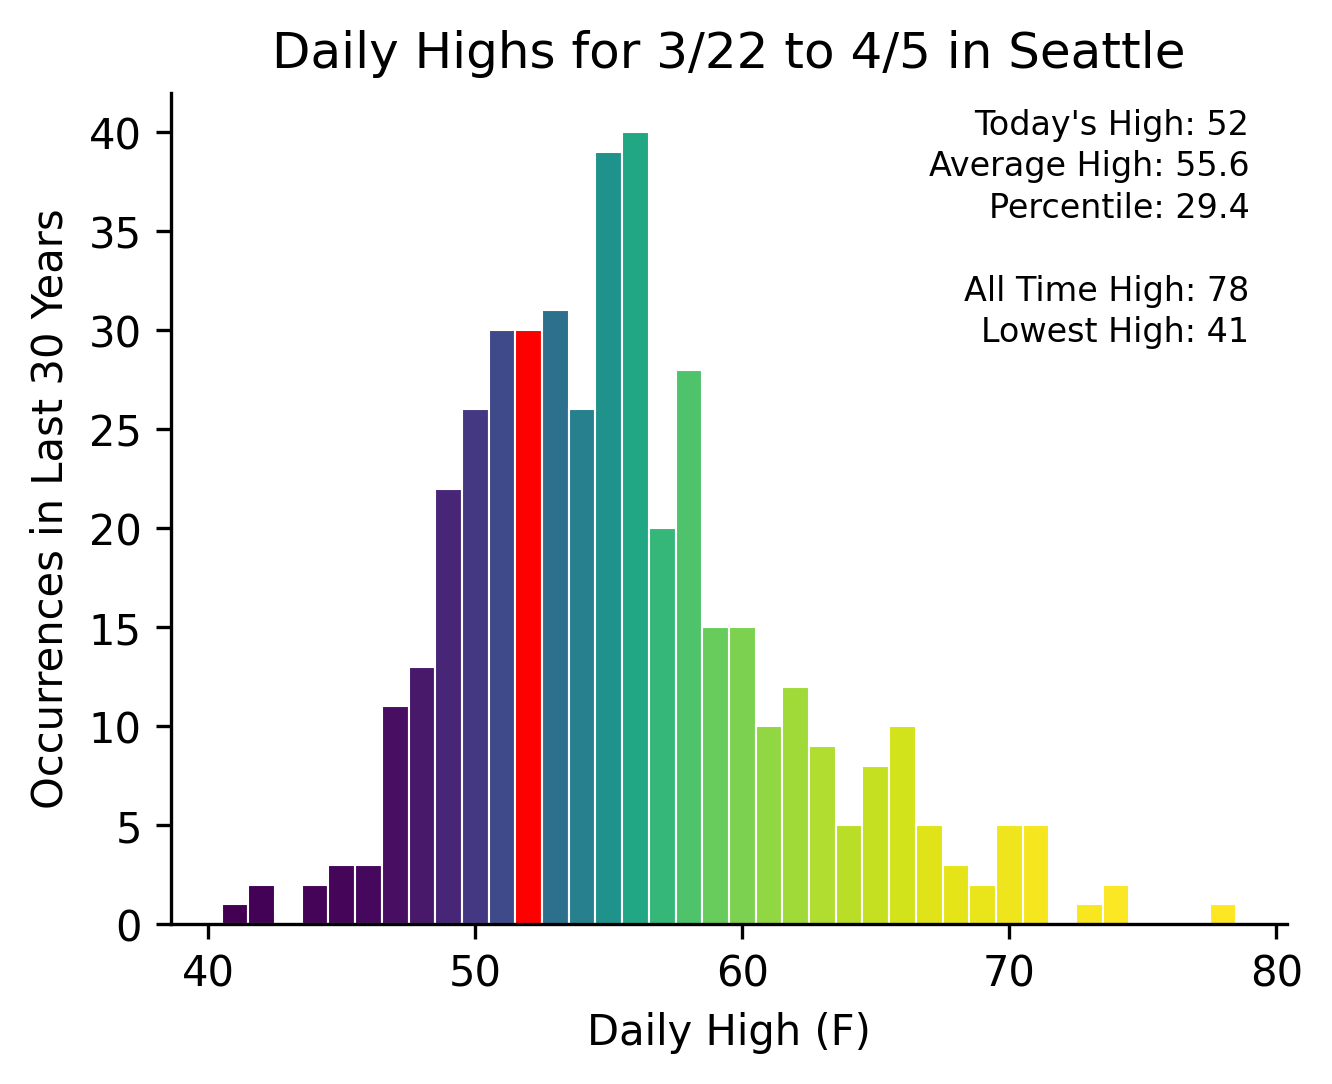 Daily Highs for 3/22 to 4/5 in Seattle
Today's High: 52
Average High: 55.6
Percentile: 29.4
All Time High: 78
Lowest High: 41
Occurrences in Last 30 Years
40
35
30
25
20
15
10
5
0
40 50 60 70 80
Daily High (F)